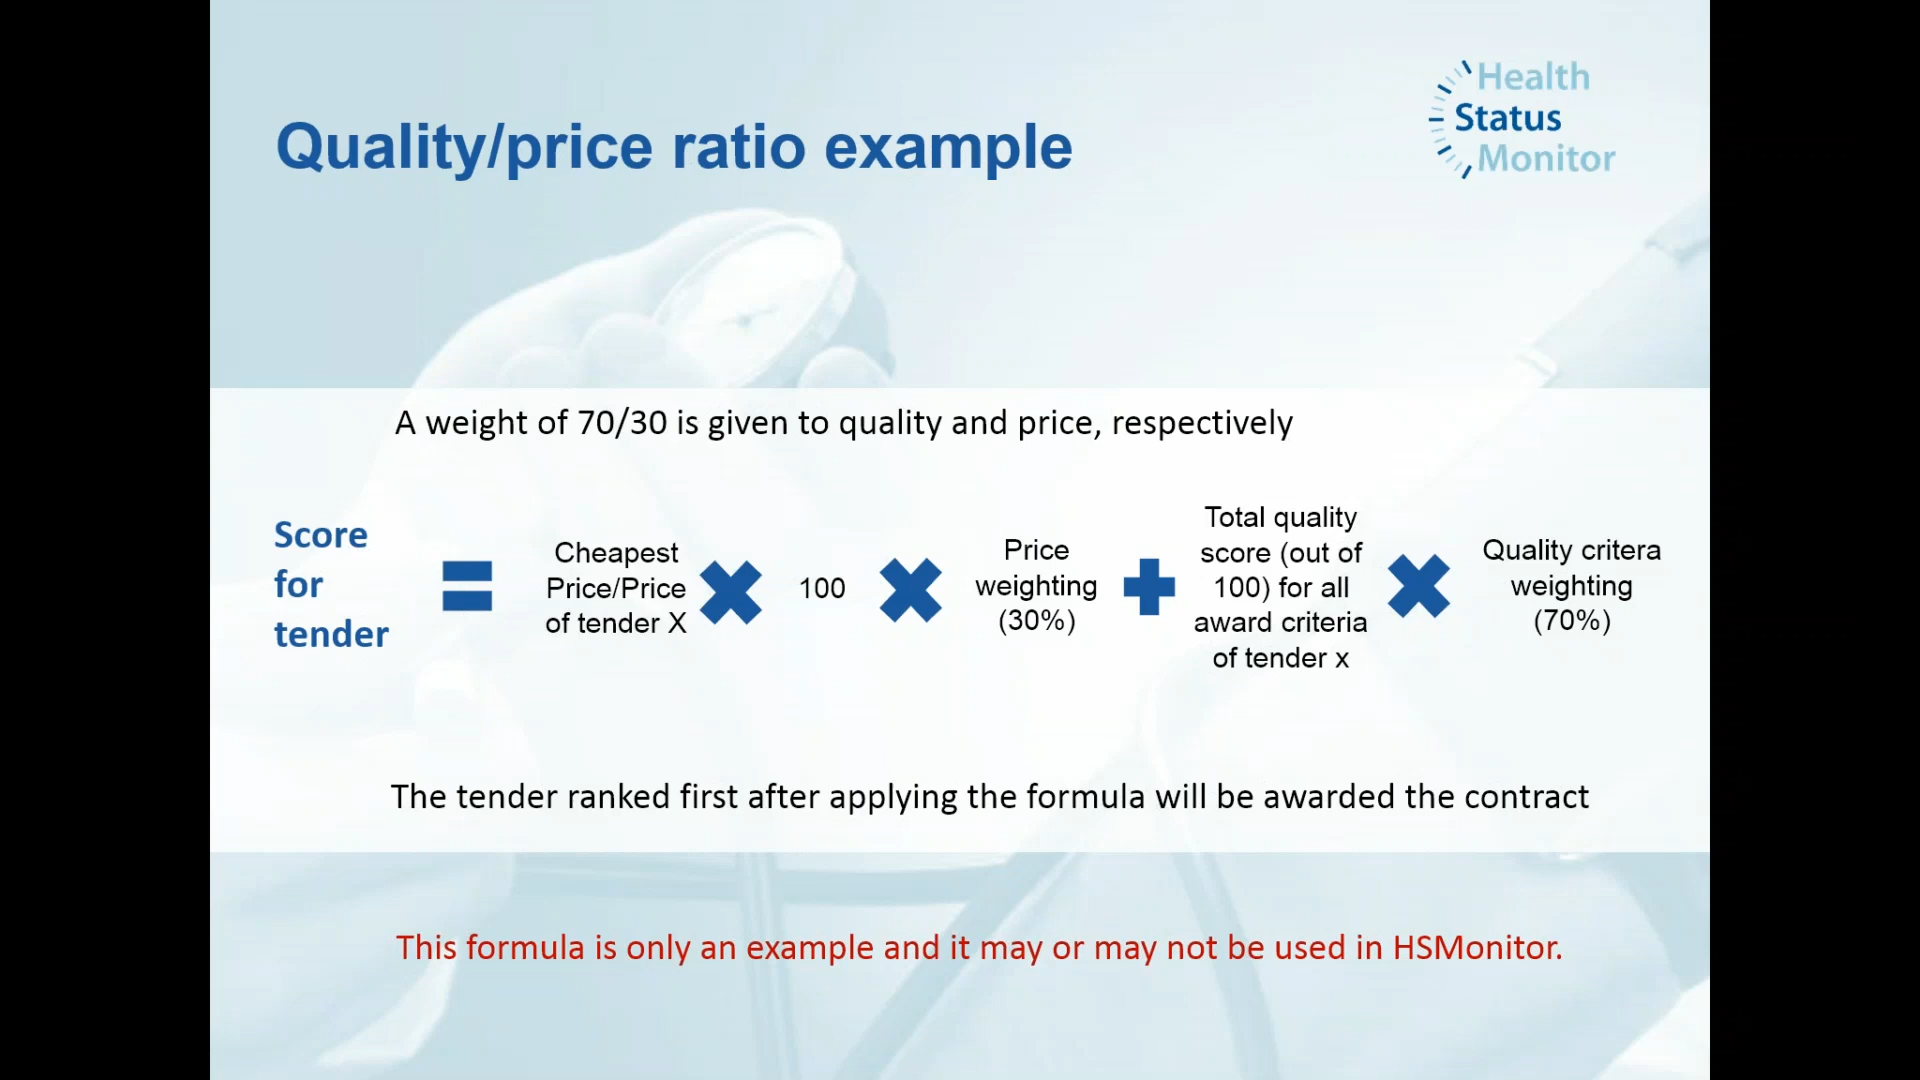 Health
Status
Monitor
Quality/price ratio example
A weight of 70/30 is given to quality and price, respectively
Score
for
tender
Cheapest
Price/Price
of tender X
100
Price
weighting
(30%)
Total quality
score (out of
100) for all
award criteria
of tender x
Quality critera
weighting
(70%)
The tender ranked first after applying the formula will be awarded the contract
This formula is only an example and it may or may not be used in HSMonitor.